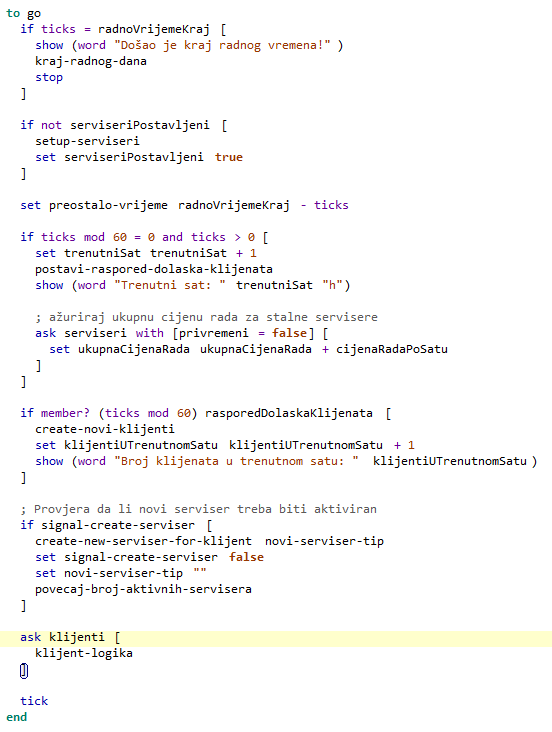 to go
  if ticks = radnoVrijemeKraj [
    show (word "Došao je kraj radnog vremena!" )
    kraj-radnog-dana
    stop
  ]

  if not serviseriPostavljeni [
    setup-serviseri
    set serviseriPostavljeni true
  ]

  set preostalo-vrijeme radnoVrijemeKraj - ticks

  if ticks mod 60 = 0 and ticks > 0 [
    set trenutniSat trenutniSat + 1
    postavi-raspored-dolaska-klijenata
    show (word "Trenutni sat: " trenutniSat "h")

    ; ažuriraj ukupnu cijenu rada za stalne servisere
    ask serviseri with [privremeni = false] [
      set ukupnaCijenaRada ukupnaCijenaRada + cijenaRadaPoSatu
    ]
  ]

  if member? (ticks mod 60) rasporedDolaskaKlijenata [
    create-novi-klijenti
    set klijentiUTrenutnomSatu klijentiUTrenutnomSatu + 1
    show (word "Broj klijenata u trenutnom satu: " klijentiUTrenutnomSatu )
  ]

  ; Provjera da li novi serviser treba biti aktiviran
  if signal-create-serviser [
    create-new-serviser-for-klijent novi-serviser-tip
    set signal-create-serviser false
    set novi-serviser-tip ""
    povecaj-broj-aktivnih-servisera
  ]

  ask klijenti [
    klijent-logika
  ]

  tick
end